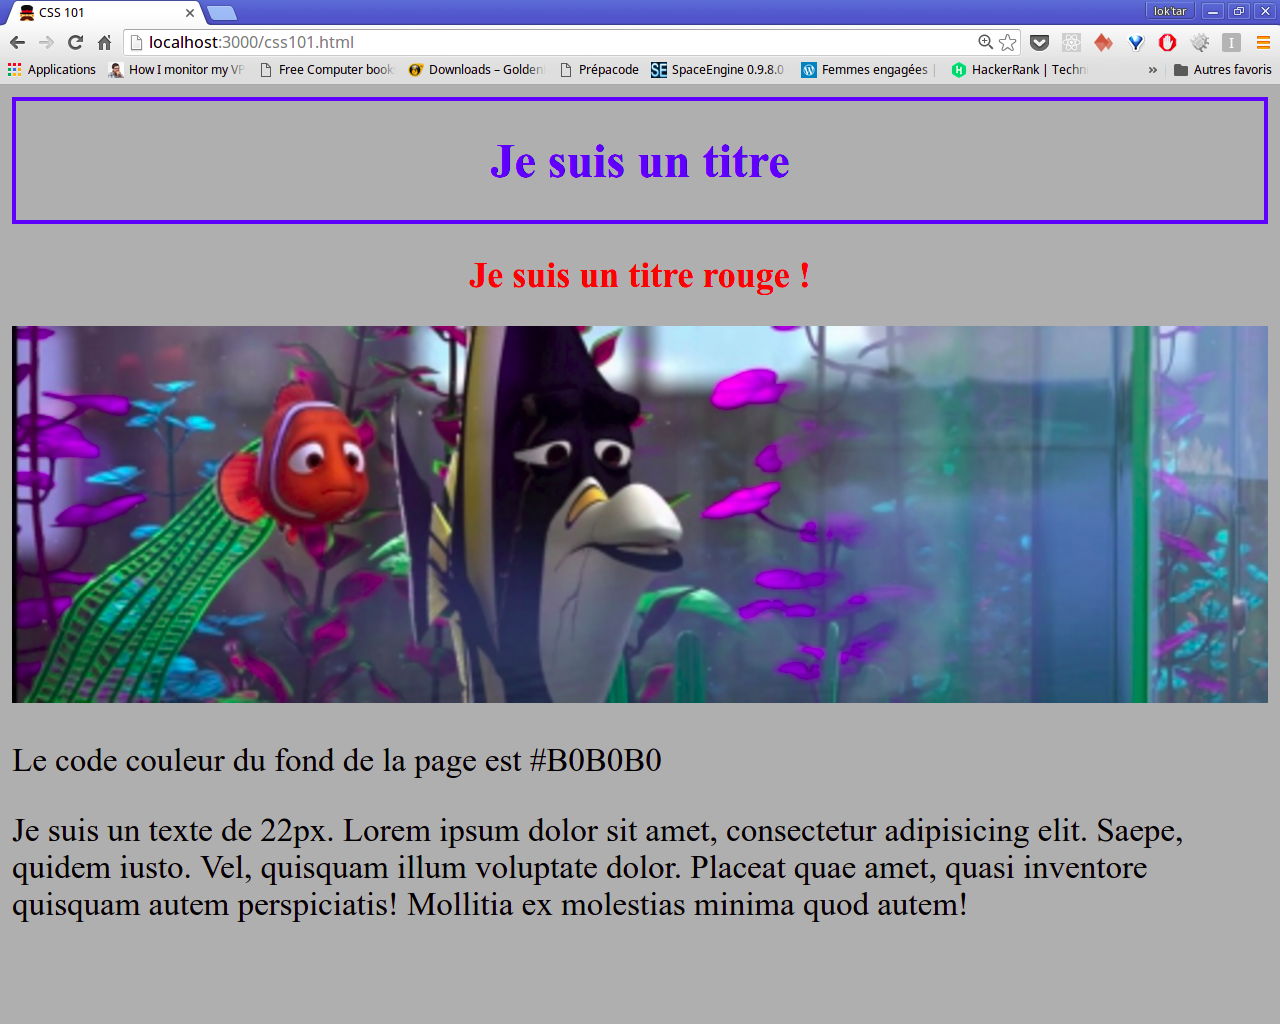 CSS 101
lok'tar
localhost:3000/css101.html
Applications
How I monitor my VP
Free Computer book
Downloads – Golden
Prépacode
SpaceEngine 0.9.8.0
Femmes engagées
HackerRank | Techni
»
Autres favoris
Je suis un titre
Je suis un titre rouge !
Le code couleur du fond de la page est #B0B0B0
Je suis un texte de 22px. Lorem ipsum dolor sit amet, consectetur adipisicing elit. Saepe,
quidem iusto. Vel, quisquam illum voluptate dolor. Placeat quae amet, quasi inventore
quisquam autem perspiciatis! Mollitia ex molestias minima quod autem!